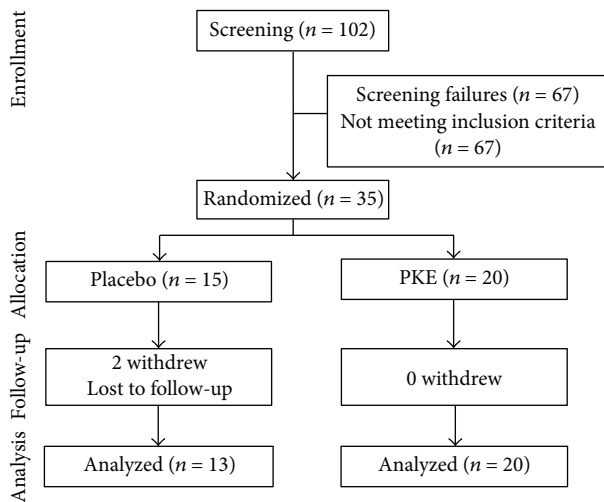 Enrollment
Screening (n = 102)
Screening failures (n = 67)
Not meeting inclusion criteria
(n = 67)
Randomized (n = 35)
Allocation
Placebo (n = 15)
PKE (n = 20)
Follow-up
2 withdrew
Lost to follow-up
0 withdrew
Analysis
Analyzed (n = 13)
Analyzed (n = 20)